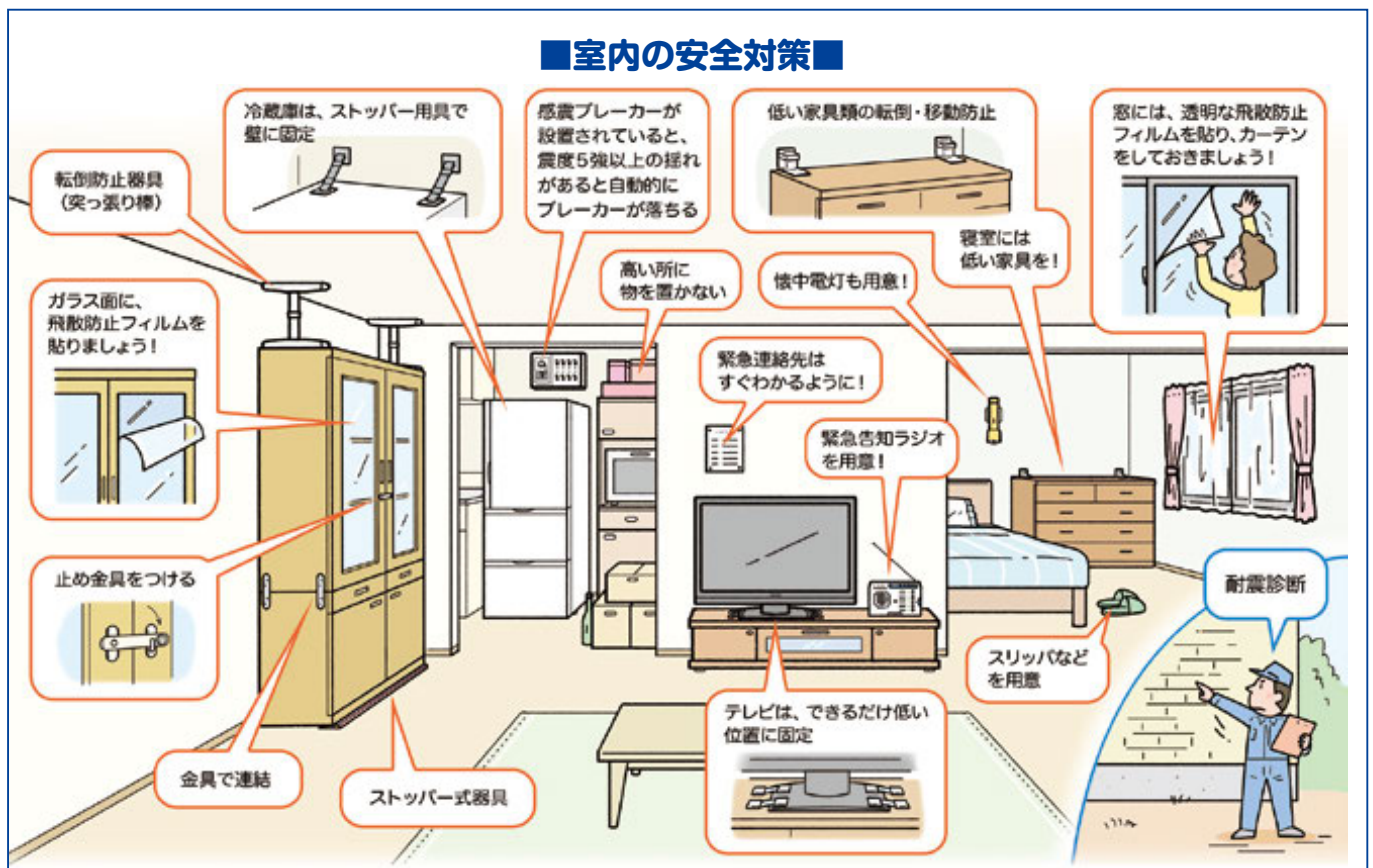 ■室内の安全対策■
冷蔵庫は、ストッパー用具で
壁に固定
感震ブレーカーが
設置されていると、
震度5強以上の揺れ
があると自動的に
ブレーカーが落ちる
低い家具類の転倒・移動防止
窓には、透明な飛散防止
フィルムを貼り、カーテン
をしておきましょう!
転倒防止器具
(突っ張り棒)
寝室には
低い家具を!
高い所に
物を置かない
懐中電灯も用意!
ガラス面に、
飛散防止フィルムを
貼りましょう!
緊急連絡先は
すぐわかるように!
緊急告知ラジオ
を用意!
止め金具をつける
耐震診断
スリッパなど
を用意
テレビは、できるだけ低い
位置に固定
金具で連結
ストッパー式器具